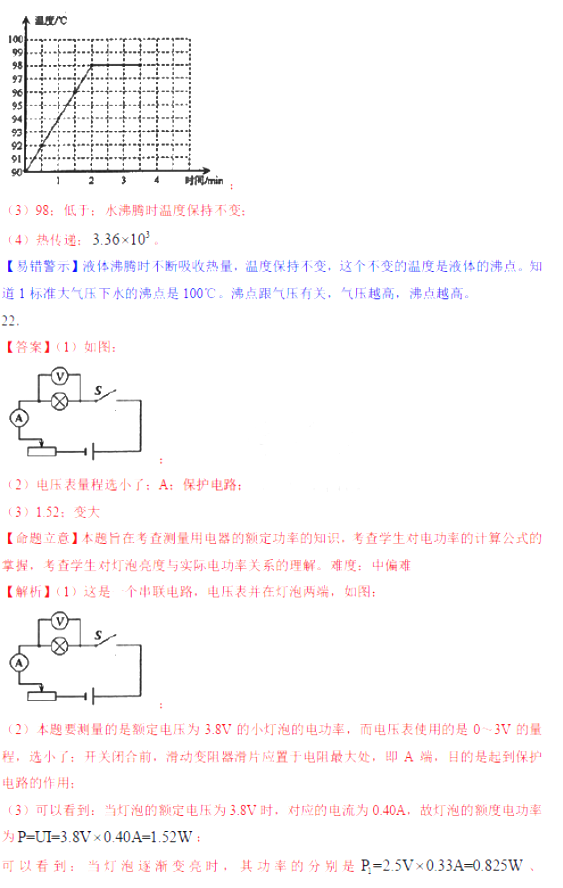 温度/℃
100
99
98
97
96
95
94
93
92
91
90
1 2 3 4 时间/min ；
（3）98；低于；水沸腾时温度保持不变；
（4）热传递；3.36×10³。
【易错警示】液体沸腾时不断吸收热量，温度保持不变，这个不变的温度是液体的沸点。知
道 1 标准大气压下水的沸点是 100℃。沸点跟气压有关，气压越高，沸点越高。
22.
【答案】（1）如图：
V
S
A
；
（2）电压表量程选小了；A；保护电路；
（3）1.52；变大
【命题立意】本题旨在考查测量用电器的额定功率的知识，考查学生对电功率的计算公式的
掌握，考查学生对灯泡亮度与实际电功率关系的理解。难度：中偏难
【解析】（1）这是一个串联电路，电压表并在灯泡两端，如图：
V
S
A
；
（2）本题要测量的是额定电压为 3.8V 的小灯泡的电功率，而电压表使用的是 0～3V 的量
程，选小了；开关闭合前，滑动变阻器滑片应置于电阻最大处，即 A 端，目的是起到保护
电路的作用；
（3）可以看到：当灯泡的额定电压为 3.8V 时，对应的电流为 0.40A，故灯泡的额度电功率
为 P=UI=3.8V×0.40A=1.52W；
可以看到：当灯泡逐渐变亮时，其功率的分别是 P₁=2.5V×0.33A=0.825W、